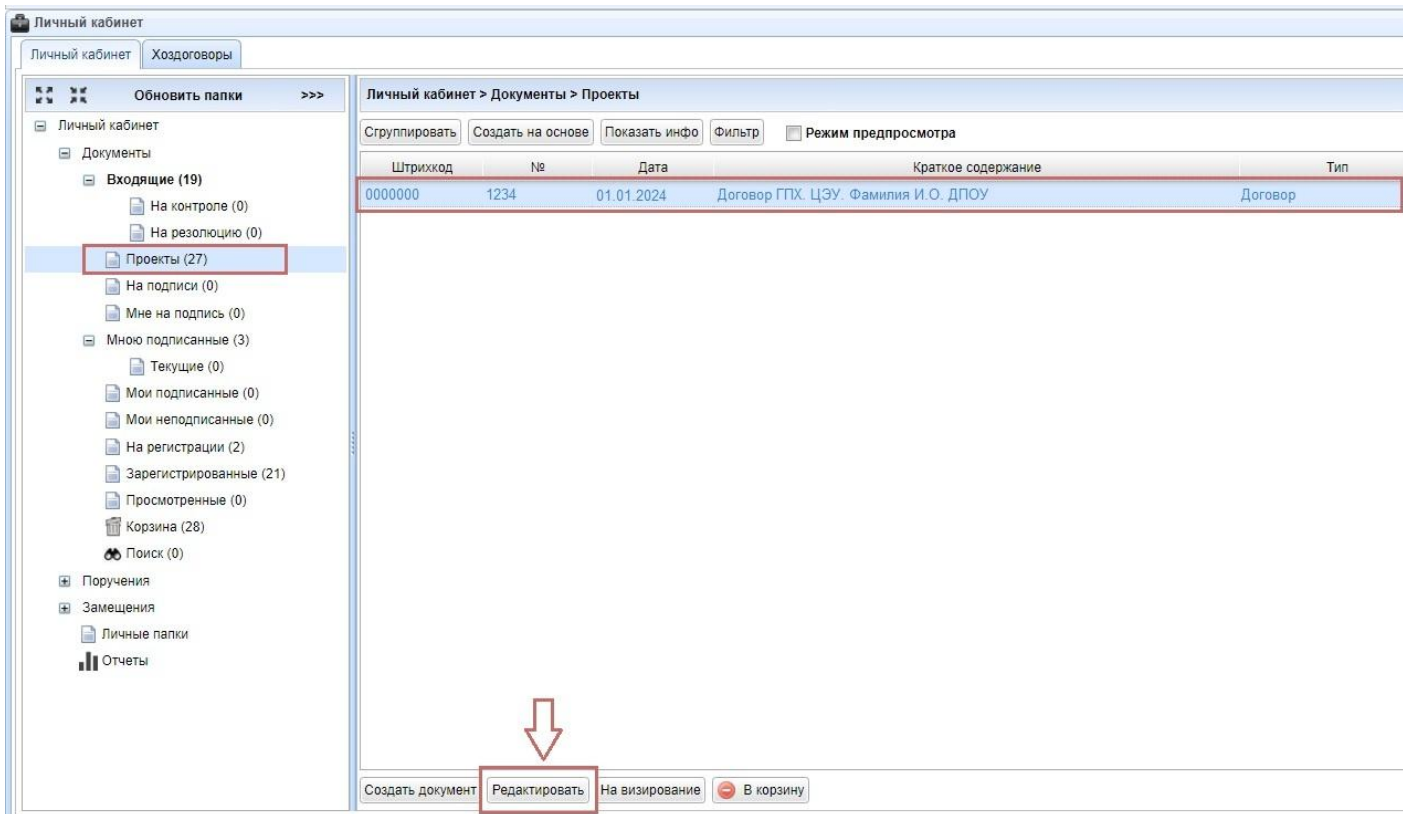 Личный кабинет
Личный кабинет Хоздоговоры
Обновить папки >>>
Личный кабинет
Документы
Входящие (19)
На контроле (0)
На резолюцию (0)
Проекты (27)
На подписи (0)
Мне на подпись (0)
Мною подписанные (3)
Текущие (0)
Мои подписанные (0)
Мои неподписанные (0)
На регистрации (2)
Зарегистрированные (21)
Просмотренные (0)
Корзина (28)
Поиск (0)
Поручения
Замещения
Личные папки
Отчеты
Личный кабинет > Документы > Проекты
Сгруппировать Создать на основе Показать инфо Фильтр Режим предпросмотра
Штрихкод № Дата Краткое содержание Тип
0000000 1234 01.01.2024 Договор ГПХ. ЦЭУ. Фамилия И.О. ДПОУ Договор
Создать документ Редактировать На визирование В корзину